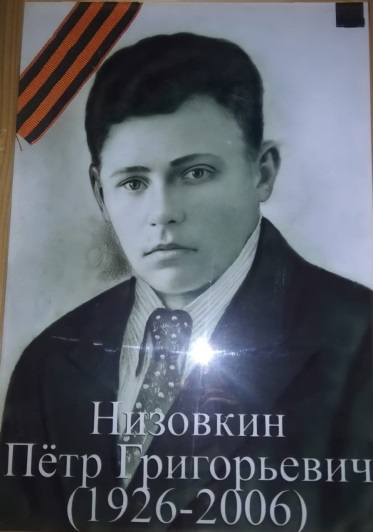 Низовкин
Пётр Григорьевич
(1926-2006)